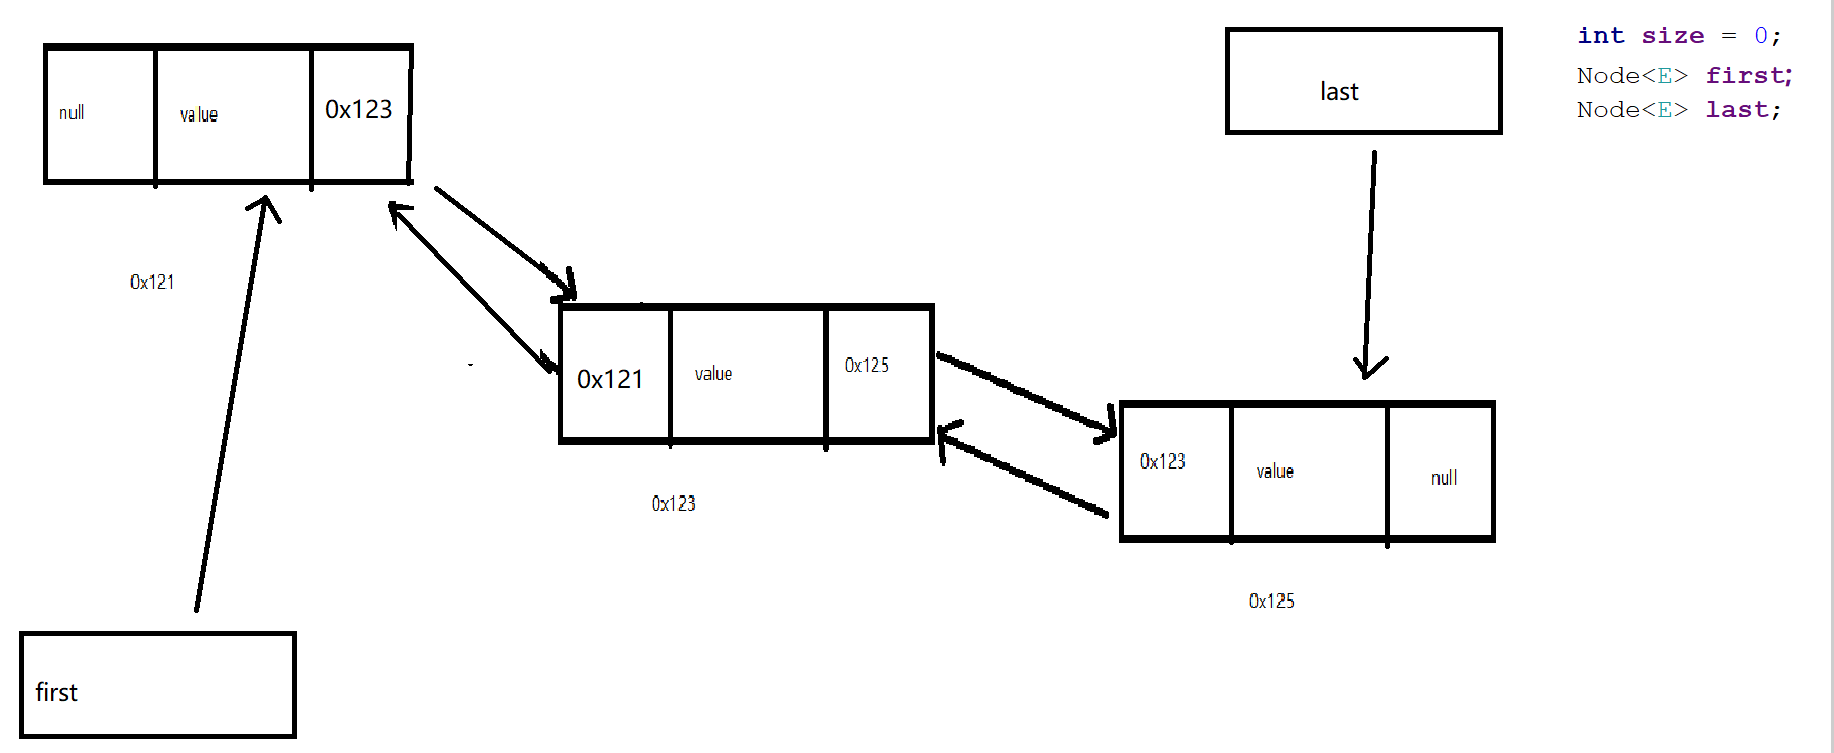 int size = 0;
Node<E> first;
Node<E> last;
last
null value 0x123
0x121
0x121 value 0x125
0x123
0x123 value null
0x125
first